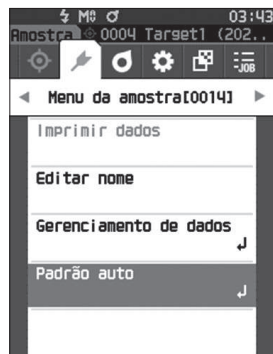 M 03:43
Amostra 0004 Target1 (202..
-JOB
Menu da amostra[0014]
Imprimir dados
Editar nome
Gerenciamento de dados
Padrão auto